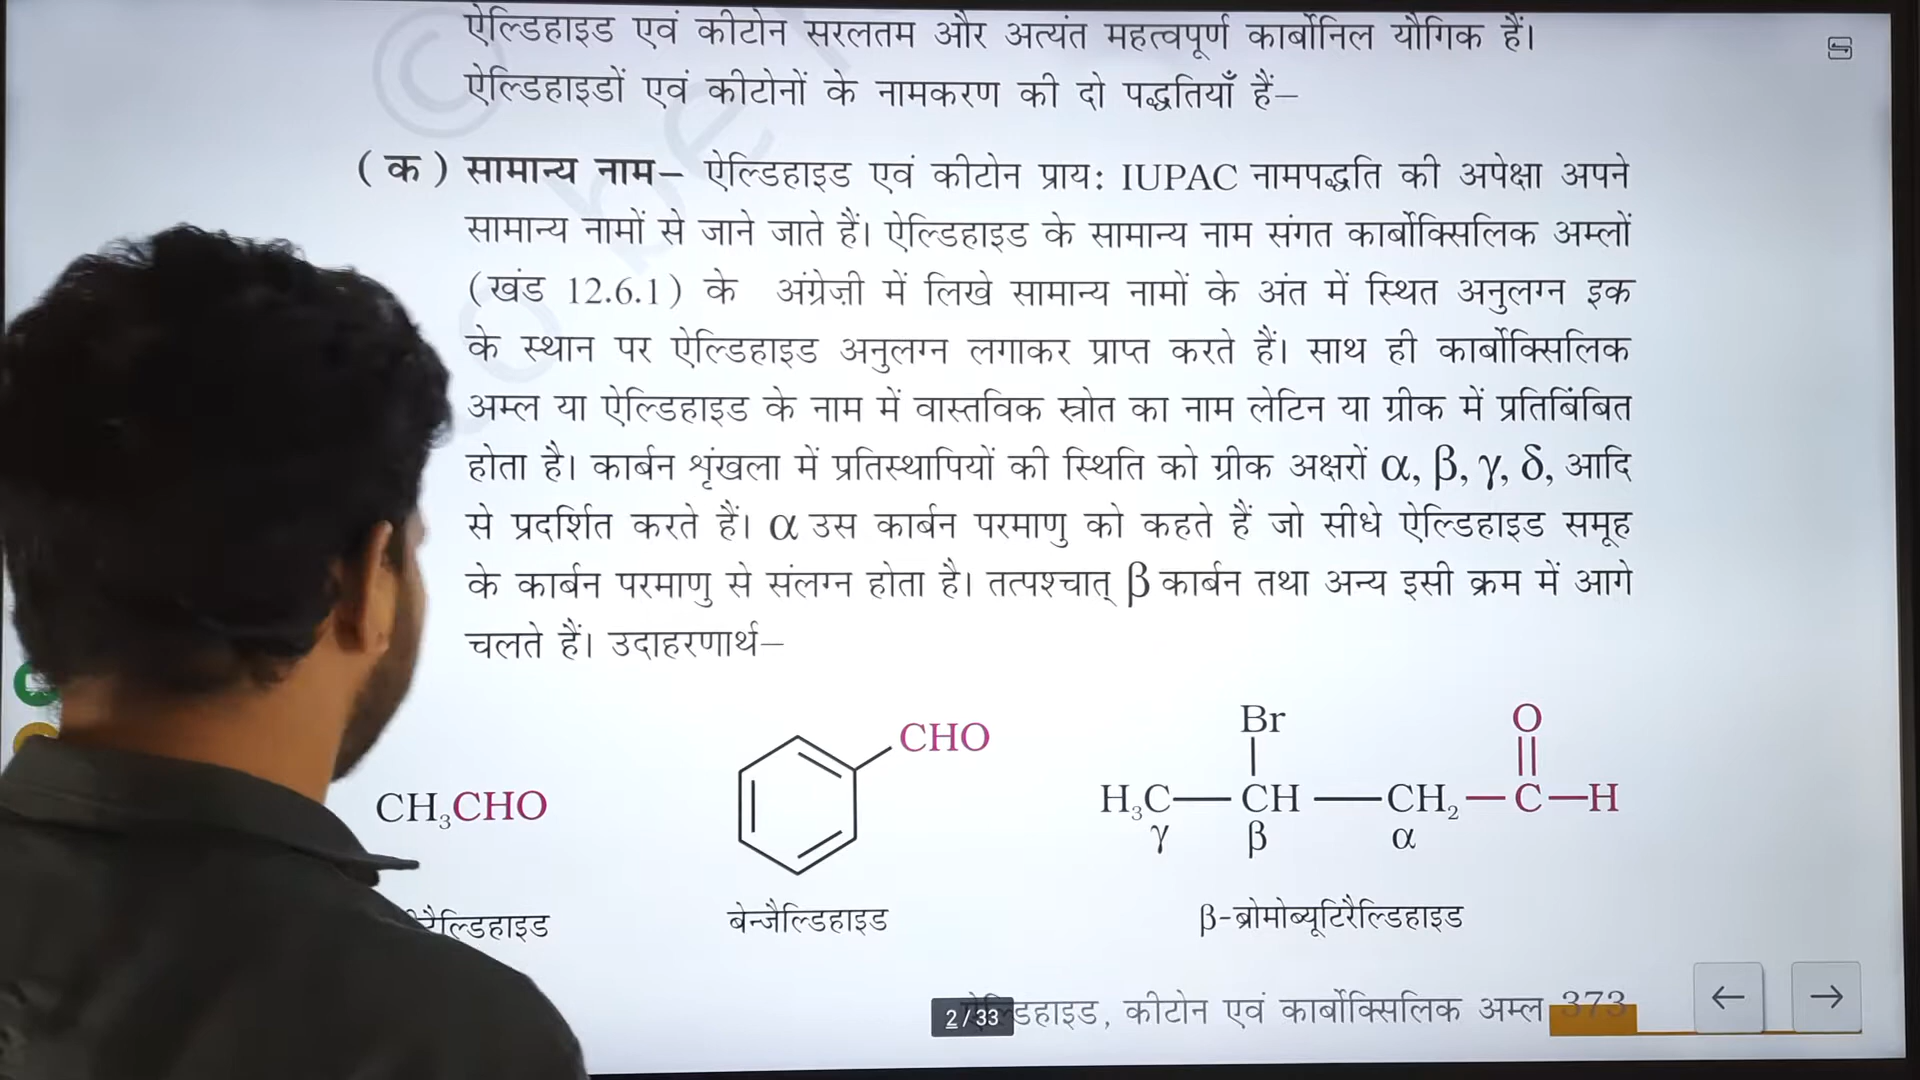 ऐल्डिहाइड एवं कीटोन सरलतम और अत्यंत महत्वपूर्ण कार्बोनिल यौगिक हैं।
ऐल्डिहाइडों एवं कीटोनों के नामकरण की दो पद्धतियाँ हैं–
( क ) सामान्य नाम– ऐल्डिहाइड एवं कीटोन प्राय: IUPAC नामपद्धति की अपेक्षा अपने
सामान्य नामों से जाने जाते हैं। ऐल्डिहाइड के सामान्य नाम संगत कार्बोक्सिलिक अम्लों
(खंड 12.6.1) के अंग्रेज़ी में लिखे सामान्य नामों के अंत में स्थित अनुलग्न इक
के स्थान पर ऐल्डिहाइड अनुलग्न लगाकर प्राप्त करते हैं। साथ ही कार्बोक्सिलिक
अम्ल या ऐल्डिहाइड के नाम में वास्तविक स्रोत का नाम लेटिन या ग्रीक में प्रतिबिंबित
होता है। कार्बन शृंखला में प्रतिस्थापियों की स्थिति को ग्रीक अक्षरों α, β, γ, δ, आदि
से प्रदर्शित करते हैं। α उस कार्बन परमाणु को कहते हैं जो सीधे ऐल्डिहाइड समूह
के कार्बन परमाणु से संलग्न होता है। तत्पश्चात् β कार्बन तथा अन्य इसी क्रम में आगे
चलते हैं। उदाहरणार्थ–
CH₃CHO
CHO
Br O
H₃C—CH—CH₂—C—H
γ β α
बेन्जैल्डिहाइड
β-ब्रोमोब्यूटिरैल्डिहाइड
2 / 33
कीटोन एवं कार्बोक्सिलिक अम्ल 373